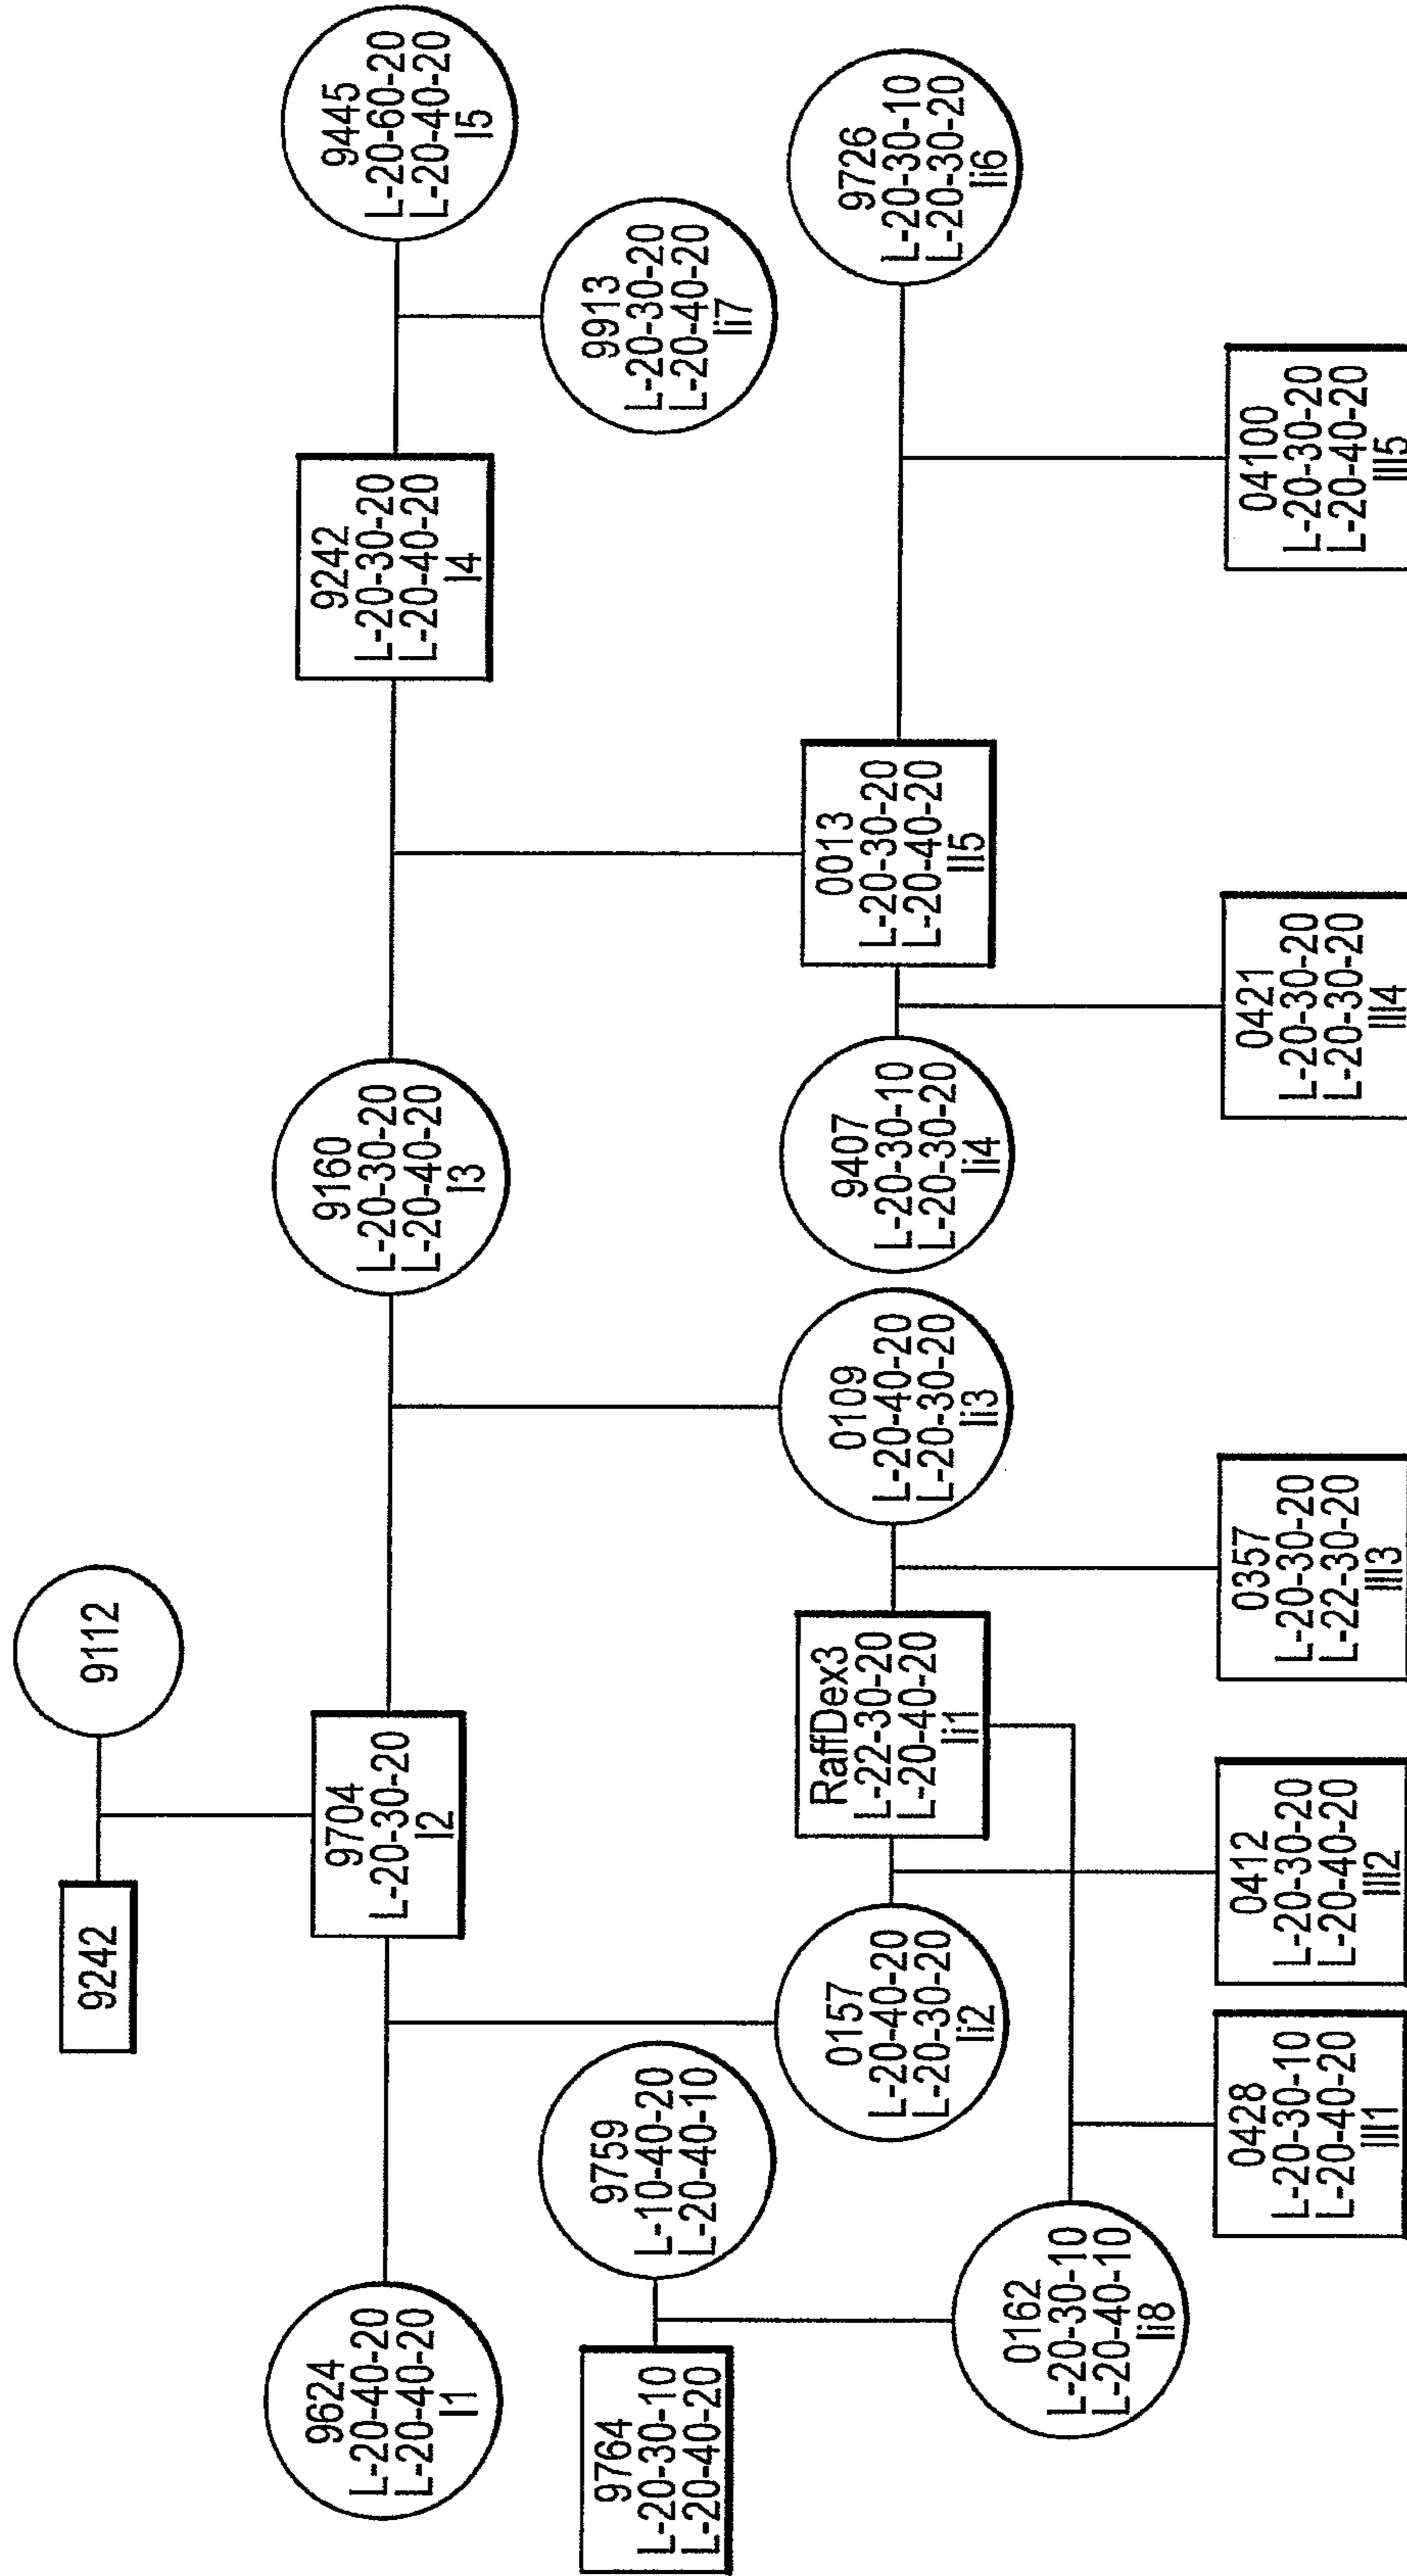 9242
9112
9704
L-20-30-20
I2
9624
L-20-40-20
L-20-40-20
I1
9160
L-20-30-20
L-20-40-20
I3
9242
L-20-30-20
L-20-40-20
I4
9445
L-20-60-20
L-20-40-20
I5
9764
L-20-30-10
L-20-40-20
9759
L-10-40-20
L-20-40-10
9913
L-20-30-20
L-20-40-20
Ii7
0157
L-20-40-20
L-20-30-20
Ii2
RaffDex3
L-22-30-20
L-20-40-20
Ii1
0109
L-20-40-20
L-20-30-20
Ii3
9407
L-20-30-10
L-20-30-20
Ii4
0013
L-20-30-20
L-20-40-20
II5
9726
L-20-30-10
L-20-30-20
Ii6
0162
L-20-30-10
L-20-40-10
Ii8
0428
L-20-30-10
L-20-40-20
III1
0412
L-20-30-20
L-20-40-20
III2
0357
L-20-30-20
L-22-30-20
III3
0421
L-20-30-20
L-20-30-20
III4
04100
L-20-30-20
L-20-40-20
III5